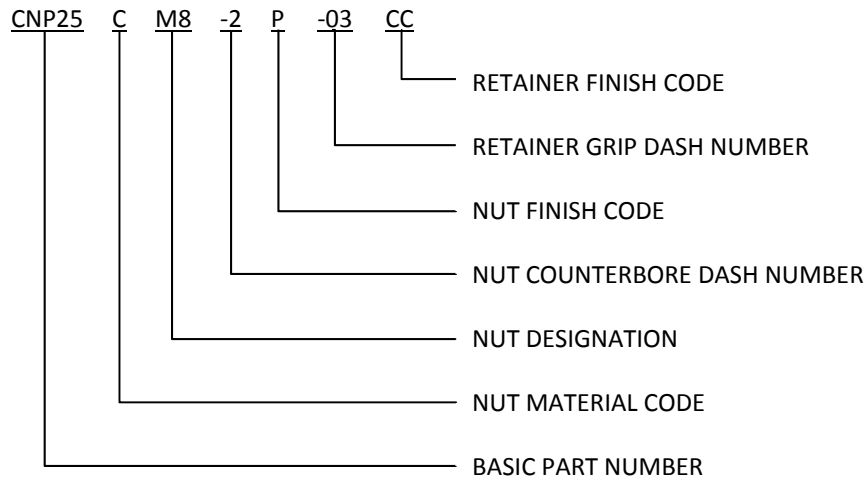 CNP25 C M8 -2 P -03 CC
RETAINER FINISH CODE
RETAINER GRIP DASH NUMBER
NUT FINISH CODE
NUT COUNTERBORE DASH NUMBER
NUT DESIGNATION
NUT MATERIAL CODE
BASIC PART NUMBER